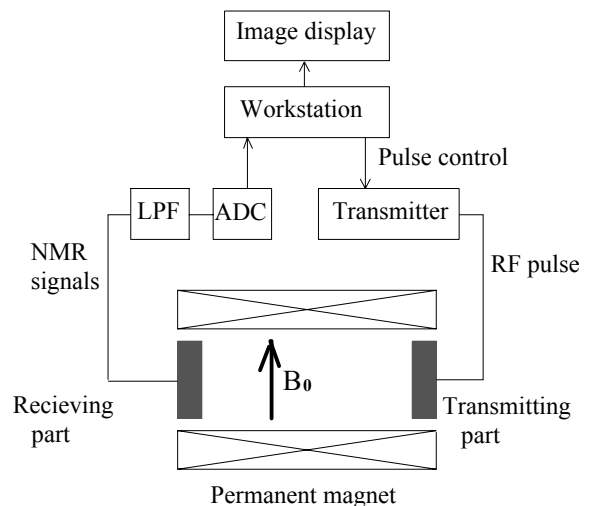 Image display
Workstation
Pulse control
LPF
ADC
Transmitter
NMR
signals
RF pulse
B0
Recieving
part
Transmitting
part
Permanent magnet